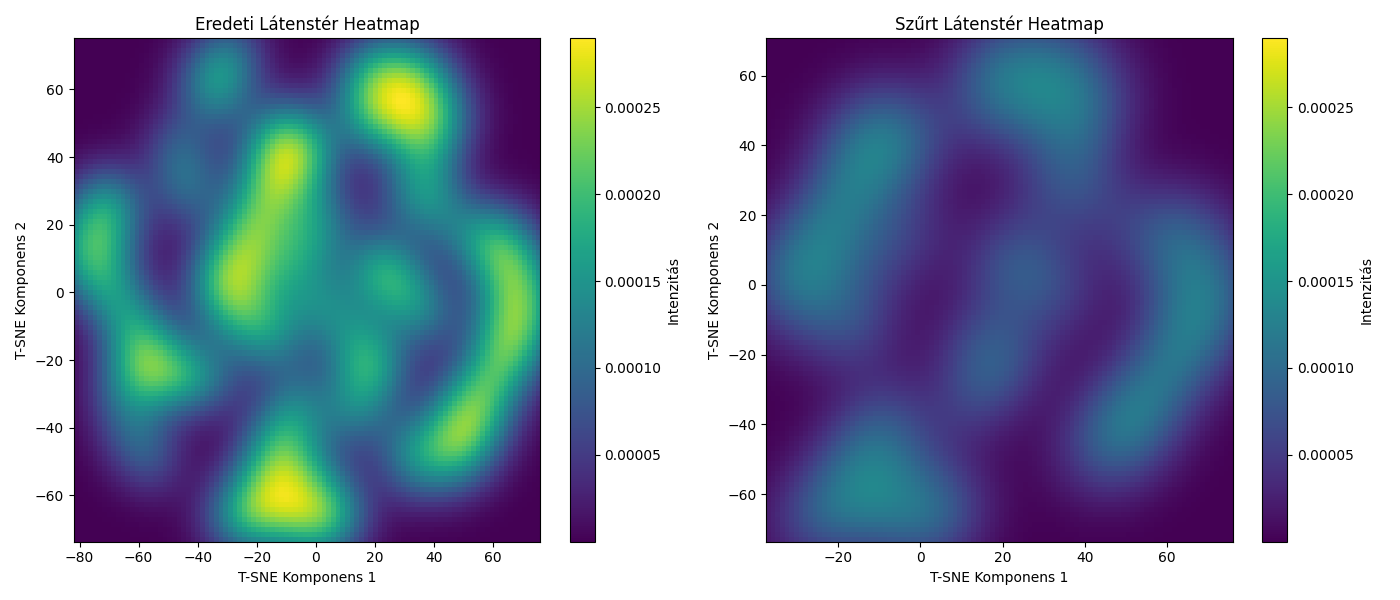 Eredeti Látenstér Heatmap
60
40
20
0
−20
−40
−60
T-SNE Komponens 2
−80 −60 −40 −20 0 20 40 60
T-SNE Komponens 1
0.00025
0.00020
0.00015
0.00010
0.00005
Intenzitás
Szűrt Látenstér Heatmap
60
40
20
0
−20
−40
−60
T-SNE Komponens 2
−20 0 20 40 60
T-SNE Komponens 1
0.00025
0.00020
0.00015
0.00010
0.00005
Intenzitás